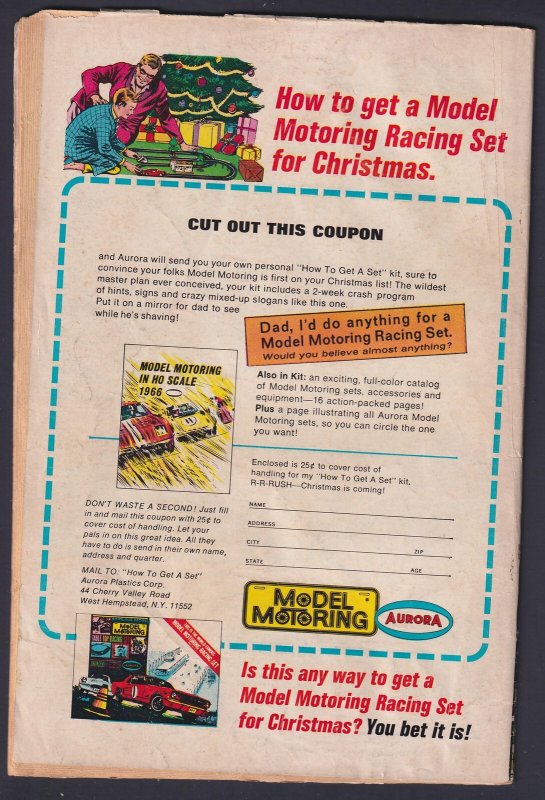 How to get a Model
Motoring Racing Set
for Christmas.
CUT OUT THIS COUPON
and Aurora will send you your own personal "How To Get A Set" kit, sure to
convince your folks Model Motoring is first on your Christmas list! The wildest
master plan ever conceived, your kit includes a 2-week crash program
of hints, signs and crazy mixed-up slogans like this one.
Put it on a mirror for dad to see
while he's shaving!
Dad, I'd do anything for a
Model Motoring Racing Set.
Would you believe almost anything?
MODEL MOTORING
IN HO SCALE
1966
Also in Kit: an exciting, full-color catalog
of Model Motoring sets, accessories and
equipment—16 action-packed pages!
Plus a page illustrating all Aurora Model
Motoring sets, so you can circle the one
you want!
Enclosed is 25¢ to cover cost of
handling for my "How To Get A Set" kit.
R-R-RUSH—Christmas is coming!
DON'T WASTE A SECOND! Just fill
in and mail this coupon with 25¢ to
cover cost of handling. Let your
pals in on this great idea. All they
have to do is send in their own name,
address and quarter.
MAIL TO: "How To Get A Set"
Aurora Plastics Corp.
44 Cherry Valley Road
West Hempstead, N.Y. 11552
NAME
ADDRESS
CITY
ZIP
STATE
AGE
MODEL
MOTORING
AURORA
MODEL
MOTORING
TABLE TOP RACING
MODEL MOTORING RACING SET
1
Is this any way to get a
Model Motoring Racing Set
for Christmas? You bet it is!